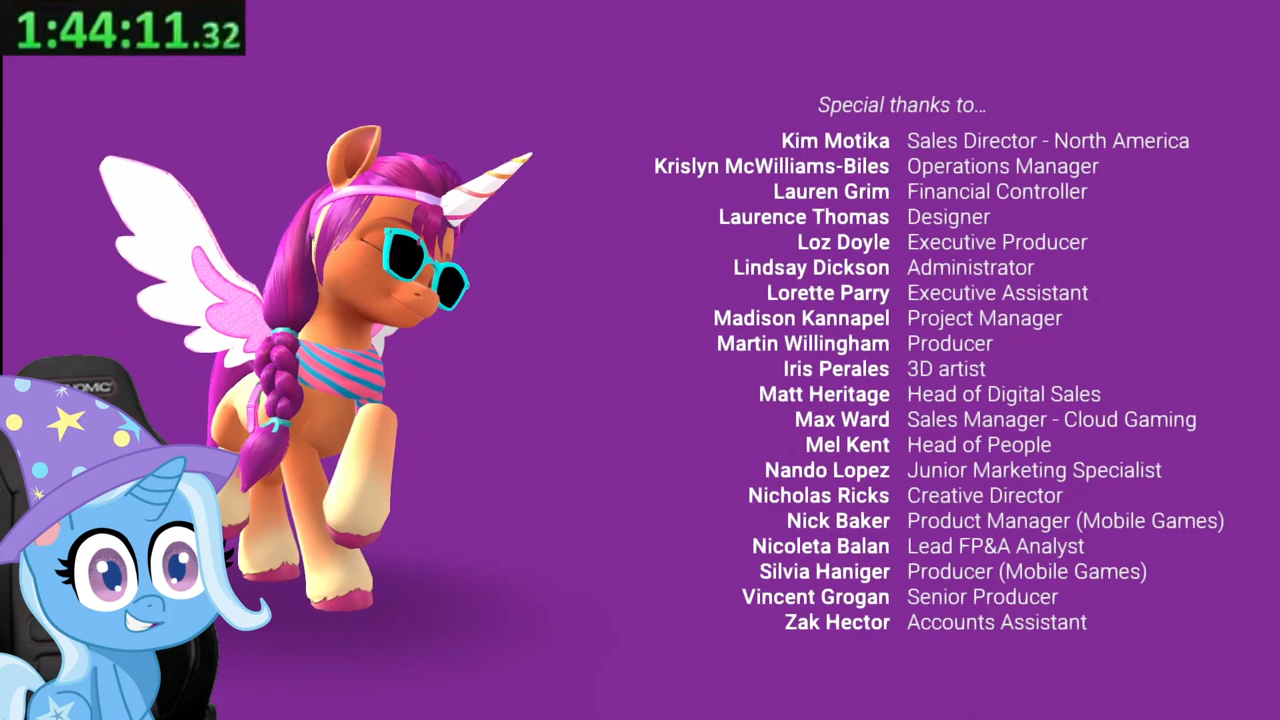 1:44:11.32
Special thanks to...
Kim Motika Sales Director - North America
Krislyn McWilliams-Biles Operations Manager
Lauren Grim Financial Controller
Laurence Thomas Designer
Loz Doyle Executive Producer
Lindsay Dickson Administrator
Lorette Parry Executive Assistant
Madison Kannapel Project Manager
Martin Willingham Producer
Iris Perales 3D artist
Matt Heritage Head of Digital Sales
Max Ward Sales Manager - Cloud Gaming
Mel Kent Head of People
Nando Lopez Junior Marketing Specialist
Nicholas Ricks Creative Director
Nick Baker Product Manager (Mobile Games)
Nicoleta Balan Lead FP&A Analyst
Silvia Haniger Producer (Mobile Games)
Vincent Grogan Senior Producer
Zak Hector Accounts Assistant